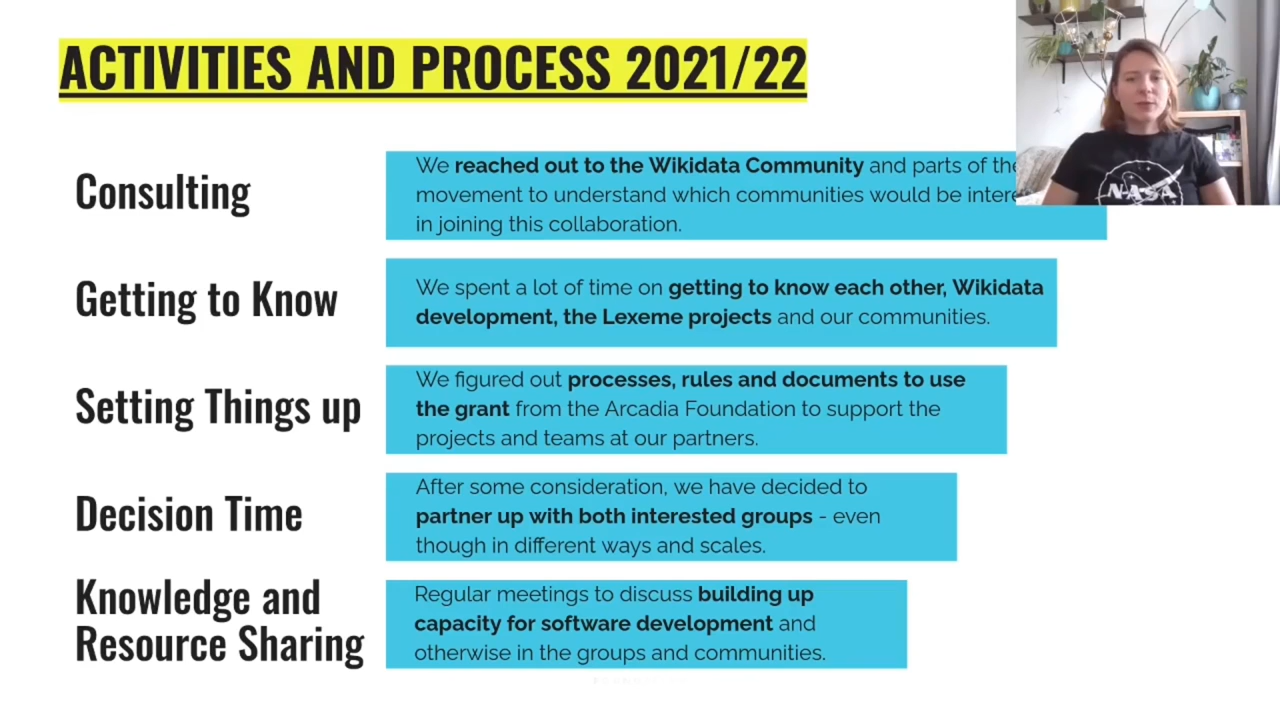 ACTIVITIES AND PROCESS 2021/22
Consulting
We reached out to the Wikidata Community and parts of the
movement to understand which communities would be
in joining this collaboration.
Getting to Know
We spent a lot of time on getting to know each other, Wikidata
development, the Lexeme projects and our communities.
Setting Things up
We figured out processes, rules and documents to use
the grant from the Arcadia Foundation to support the
projects and teams at our partners.
Decision Time
After some consideration, we have decided to
partner up with both interested groups - even
though in different ways and scales.
Knowledge and
Resource Sharing
Regular meetings to discuss building up
capacity for software development and
otherwise in the groups and communities.
NASA